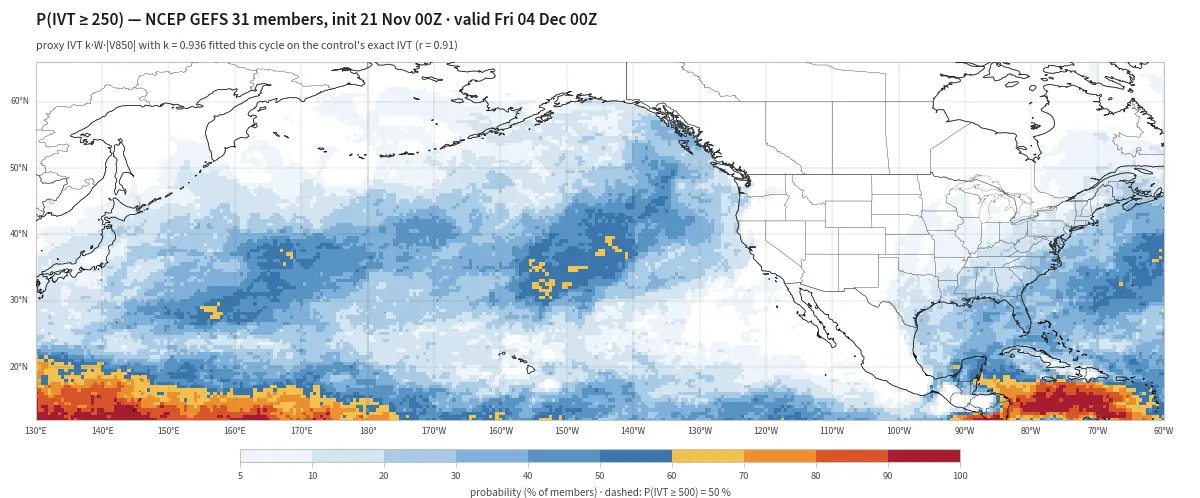 P(IVT ≥ 250) — NCEP GEFS 31 members, init 21 Nov 00Z · valid Fri 04 Dec 00Z
proxy IVT k·W·|V850| with k = 0.936 fitted this cycle on the control's exact IVT (r = 0.91)
60°N
50°N
40°N
30°N
20°N
130°E 140°E 150°E 160°E 170°E 180° 170°W 160°W 150°W 140°W 130°W 120°W 110°W 100°W 90°W 80°W 70°W 60°W
5 10 20 30 40 50 60 70 80 90 100
probability (% of members) · dashed: P(IVT ≥ 500) = 50 %